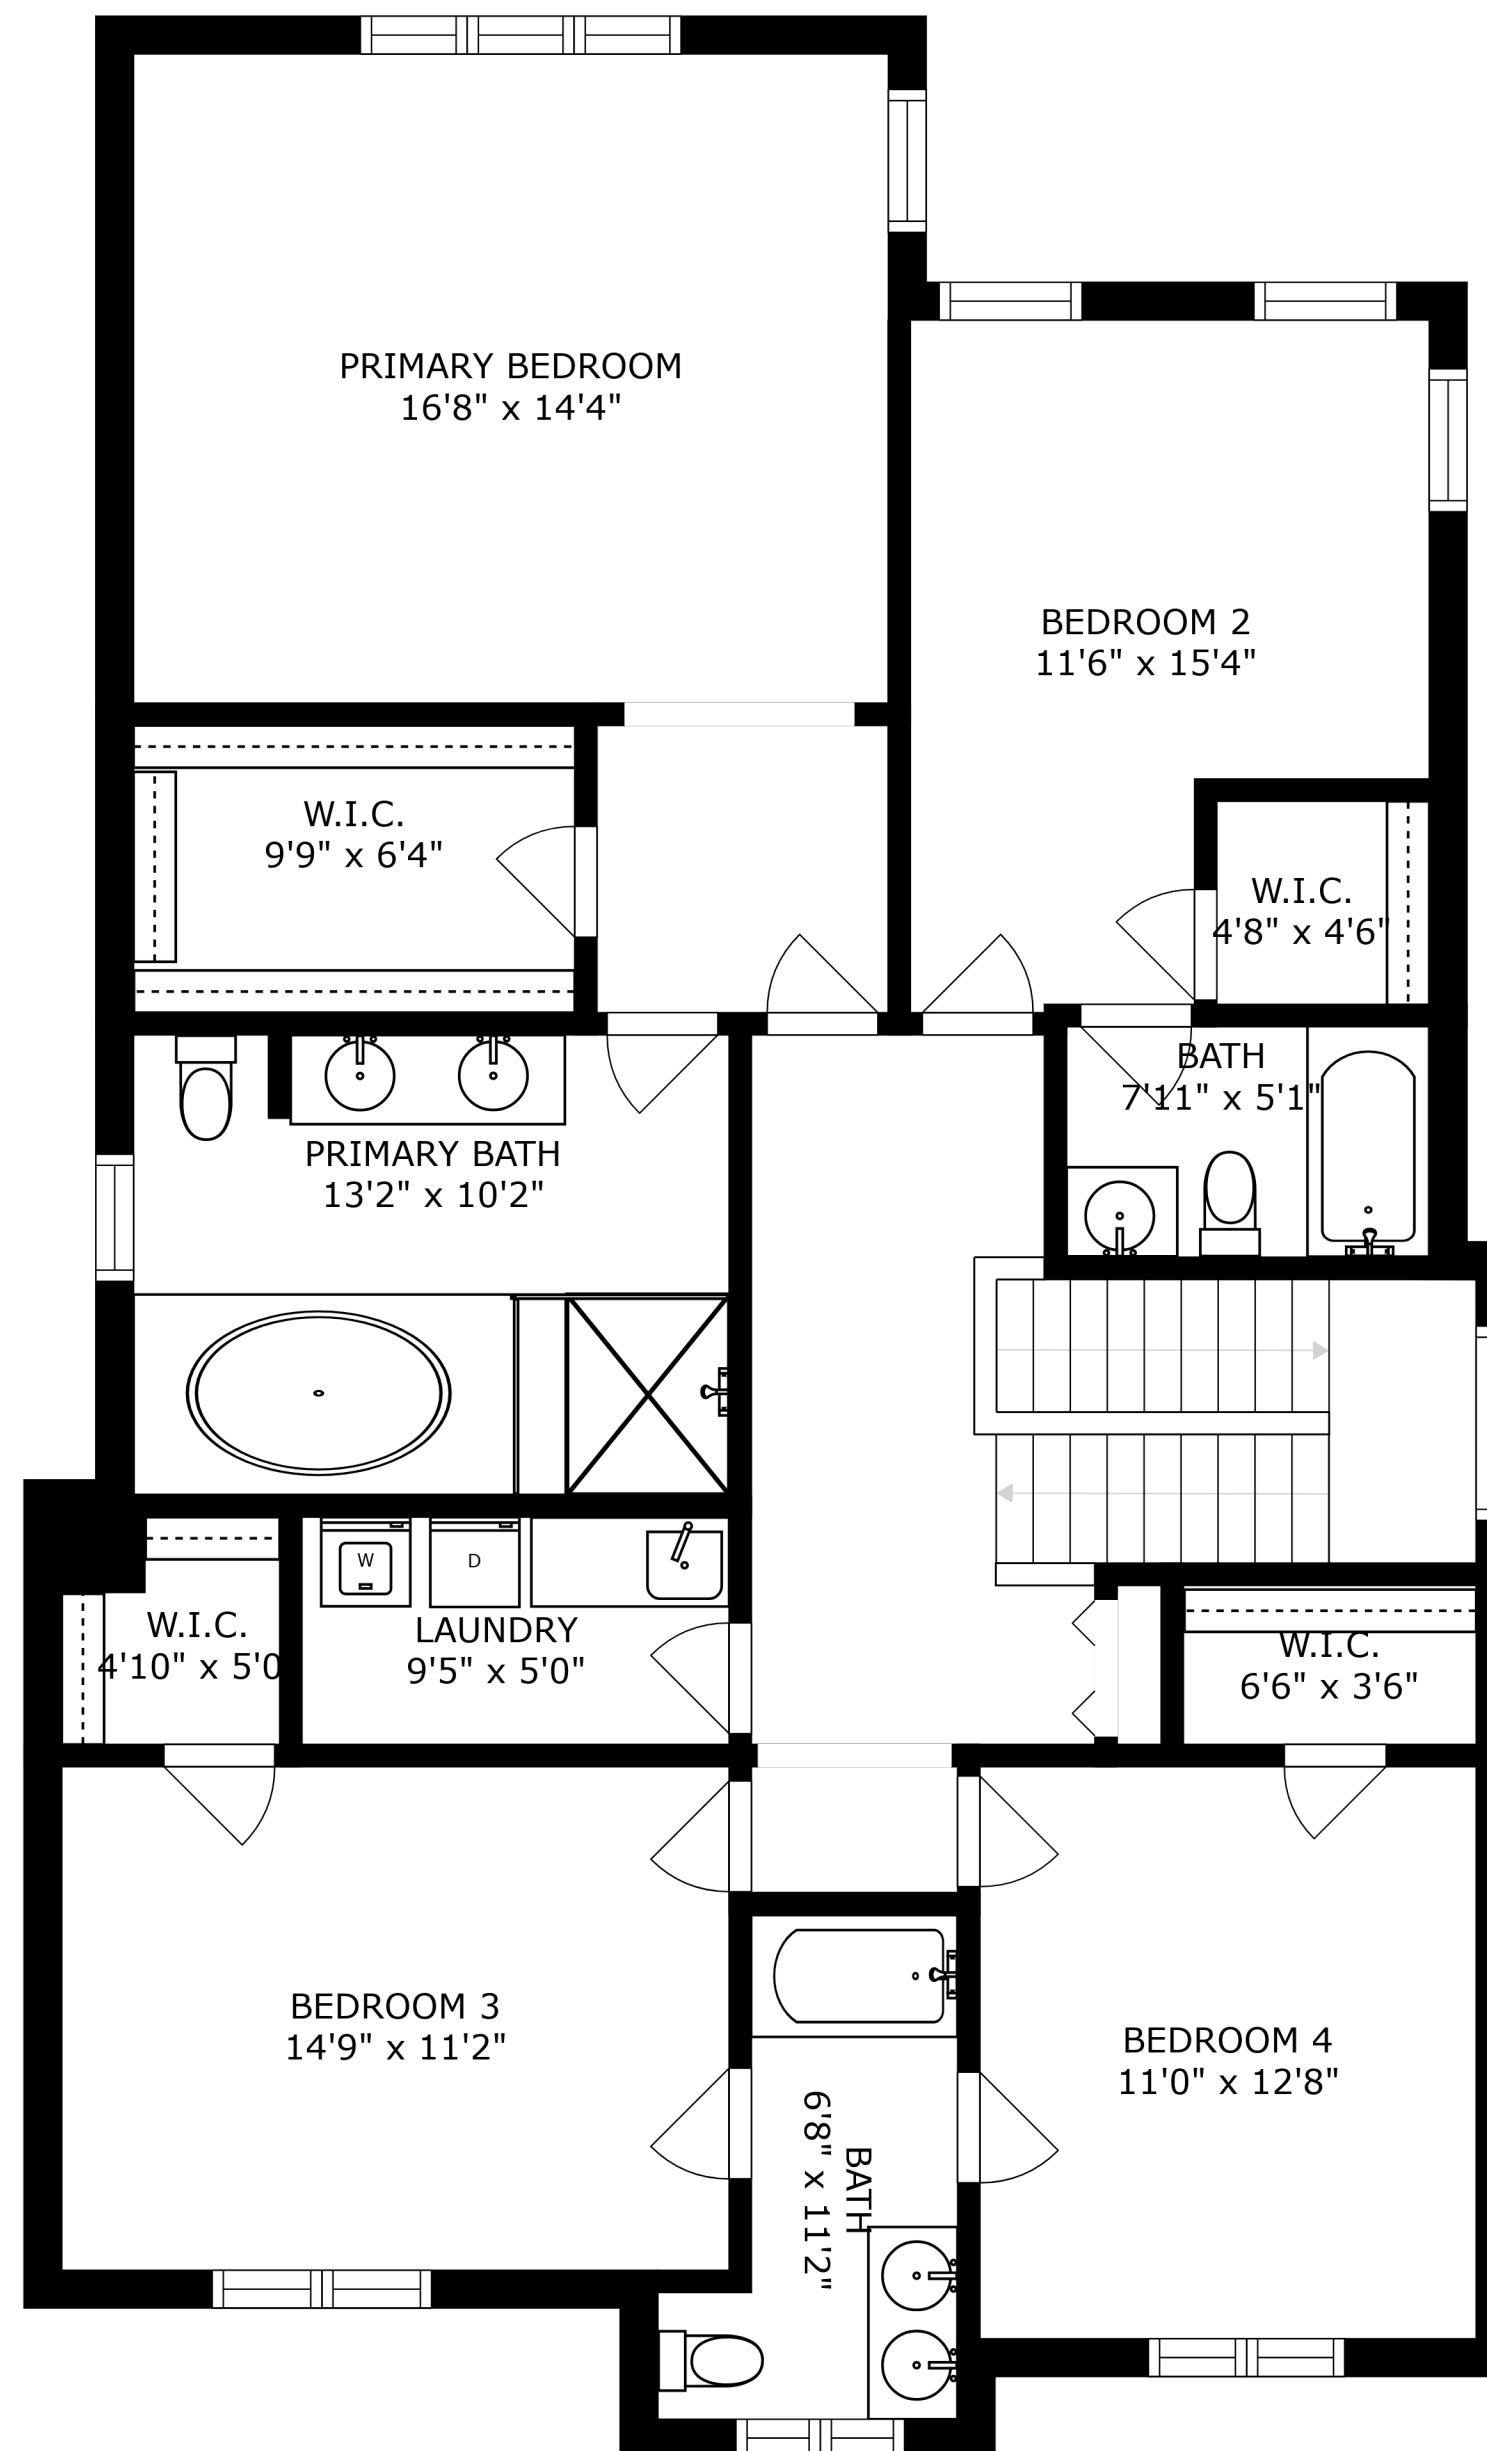 PRIMARY BEDROOM
16'8" x 14'4"
BEDROOM 2
11'6" x 15'4"
W.I.C.
9'9" x 6'4"
W.I.C.
4'8" x 4'6"
BATH
7'11" x 5'1"
PRIMARY BATH
13'2" x 10'2"
W
D
W.I.C.
4'10" x 5'0
LAUNDRY
9'5" x 5'0"
W.I.C.
6'6" x 3'6"
BEDROOM 3
14'9" x 11'2"
BEDROOM 4
11'0" x 12'8"
BATH
6'8" x 11'2"